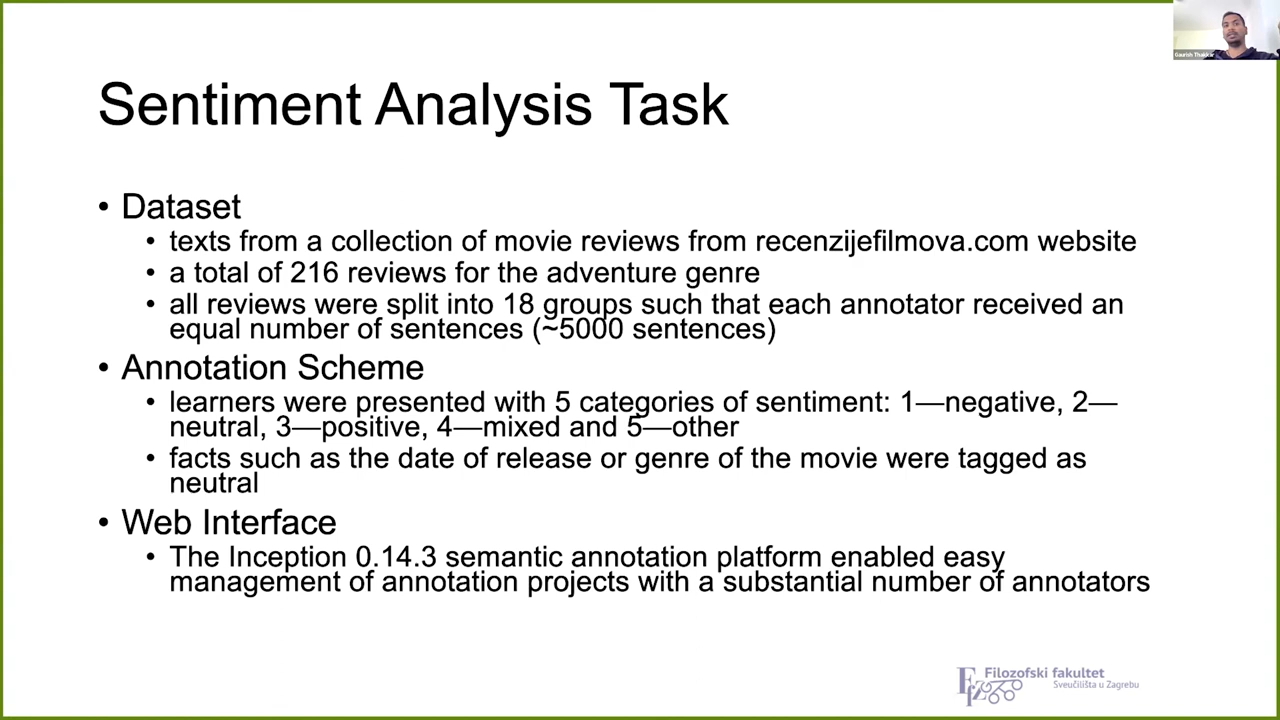 Gaurish Thakkar
Sentiment Analysis Task
• Dataset
• texts from a collection of movie reviews from recenzijefilmova.com website
• a total of 216 reviews for the adventure genre
• all reviews were split into 18 groups such that each annotator received an
equal number of sentences (~5000 sentences)
• Annotation Scheme
• learners were presented with 5 categories of sentiment: 1—negative, 2—
neutral, 3—positive, 4—mixed and 5—other
• facts such as the date of release or genre of the movie were tagged as
neutral
• Web Interface
• The Inception 0.14.3 semantic annotation platform enabled easy
management of annotation projects with a substantial number of annotators
Filozofski fakultet
Sveučilišta u Zagrebu